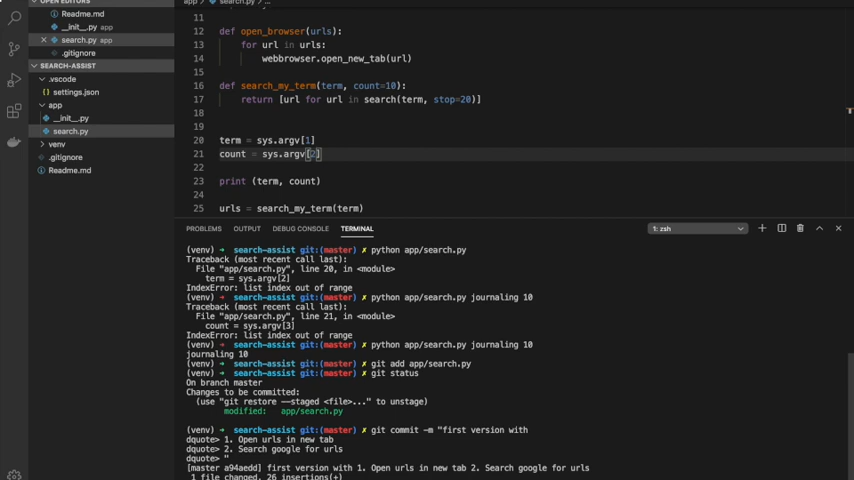 OPEN EDITORS
Readme.md
__init__.py app
search.py app
.gitignore
SEARCH-ASSIST
.vscode
settings.json
app
__init__.py
search.py
venv
.gitignore
Readme.md
app > search.py > ...
11
12 def open_browser(urls):
13 for url in urls:
14 webbrowser.open_new_tab(url)
15
16 def search_my_term(term, count=10):
17 return [url for url in search(term, stop=20)]
18
19
20 term = sys.argv[1]
21 count = sys.argv[2]
22
23 print (term, count)
24
25 urls = search_my_term(term)
PROBLEMS OUTPUT DEBUG CONSOLE TERMINAL 1: zsh
(venv) ➜ search-assist git:(master) ✗ python app/search.py
Traceback (most recent call last):
File "app/search.py", line 20, in <module>
term = sys.argv[2]
IndexError: list index out of range
(venv) ➜ search-assist git:(master) ✗ python app/search.py journaling 10
Traceback (most recent call last):
File "app/search.py", line 21, in <module>
count = sys.argv[3]
IndexError: list index out of range
(venv) ➜ search-assist git:(master) ✗ python app/search.py journaling 10
journaling 10
(venv) ➜ search-assist git:(master) ✗ git add app/search.py
(venv) ➜ search-assist git:(master) ✗ git status
On branch master
Changes to be committed:
(use "git restore --staged <file>..." to unstage)
modified: app/search.py
(venv) ➜ search-assist git:(master) ✗ git commit -m "first version with
dquote> 1. Open urls in new tab
dquote> 2. Search google for urls
dquote> "
[master a94aedd] first version with 1. Open urls in new tab 2. Search google for urls
1 file changed, 26 insertions(+)